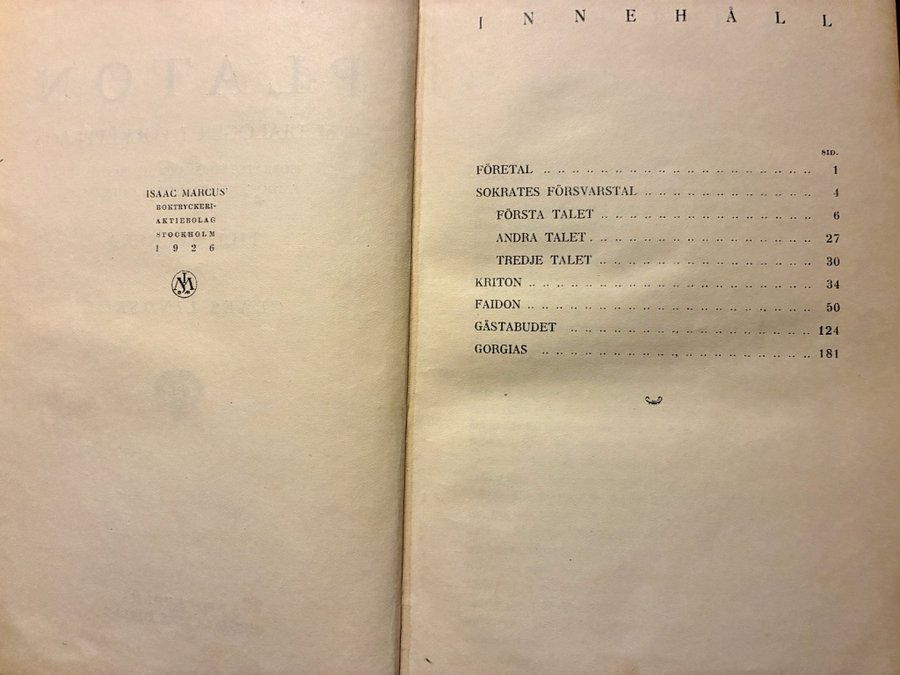 ISAAC MARCUS'
BOKTRYCKERI-
AKTIEBOLAG
STOCKHOLM
1 9 2 6
I N N E H Å L L
SID.
FÖRETAL .. .. .. .. .. .. .. .. .. .. .. .. .. .. .. .. .. .. .. 1
SOKRATES FÖRSVARSTAL .. .. .. .. .. .. .. .. .. .. .. .. 4
FÖRSTA TALET .. .. .. .. .. .. .. .. .. .. .. .. .. .. .. 6
ANDRA TALET . .. .. .. .. .. .. .. .. .. .. .. .. .. .. .. 27
TREDJE TALET .. .. .. .. .. .. .. .. .. .. .. .. .. .. .. 30
KRITON .. .. .. .. .. .. .. .. .. .. .. .. .. .. .. .. .. .. .. .. 34
FAIDON .. .. .. .. .. .. .. .. .. .. .. .. .. .. .. .. .. .. .. .. 50
GÄSTABUDET .. .. .. .. .. .. .. .. .. .. .. .. .. .. .. .. .. 124
GORGIAS .. .. .. .. .. .. .. .. .. .. .. .. .. .. .. .. .. .. .. 181